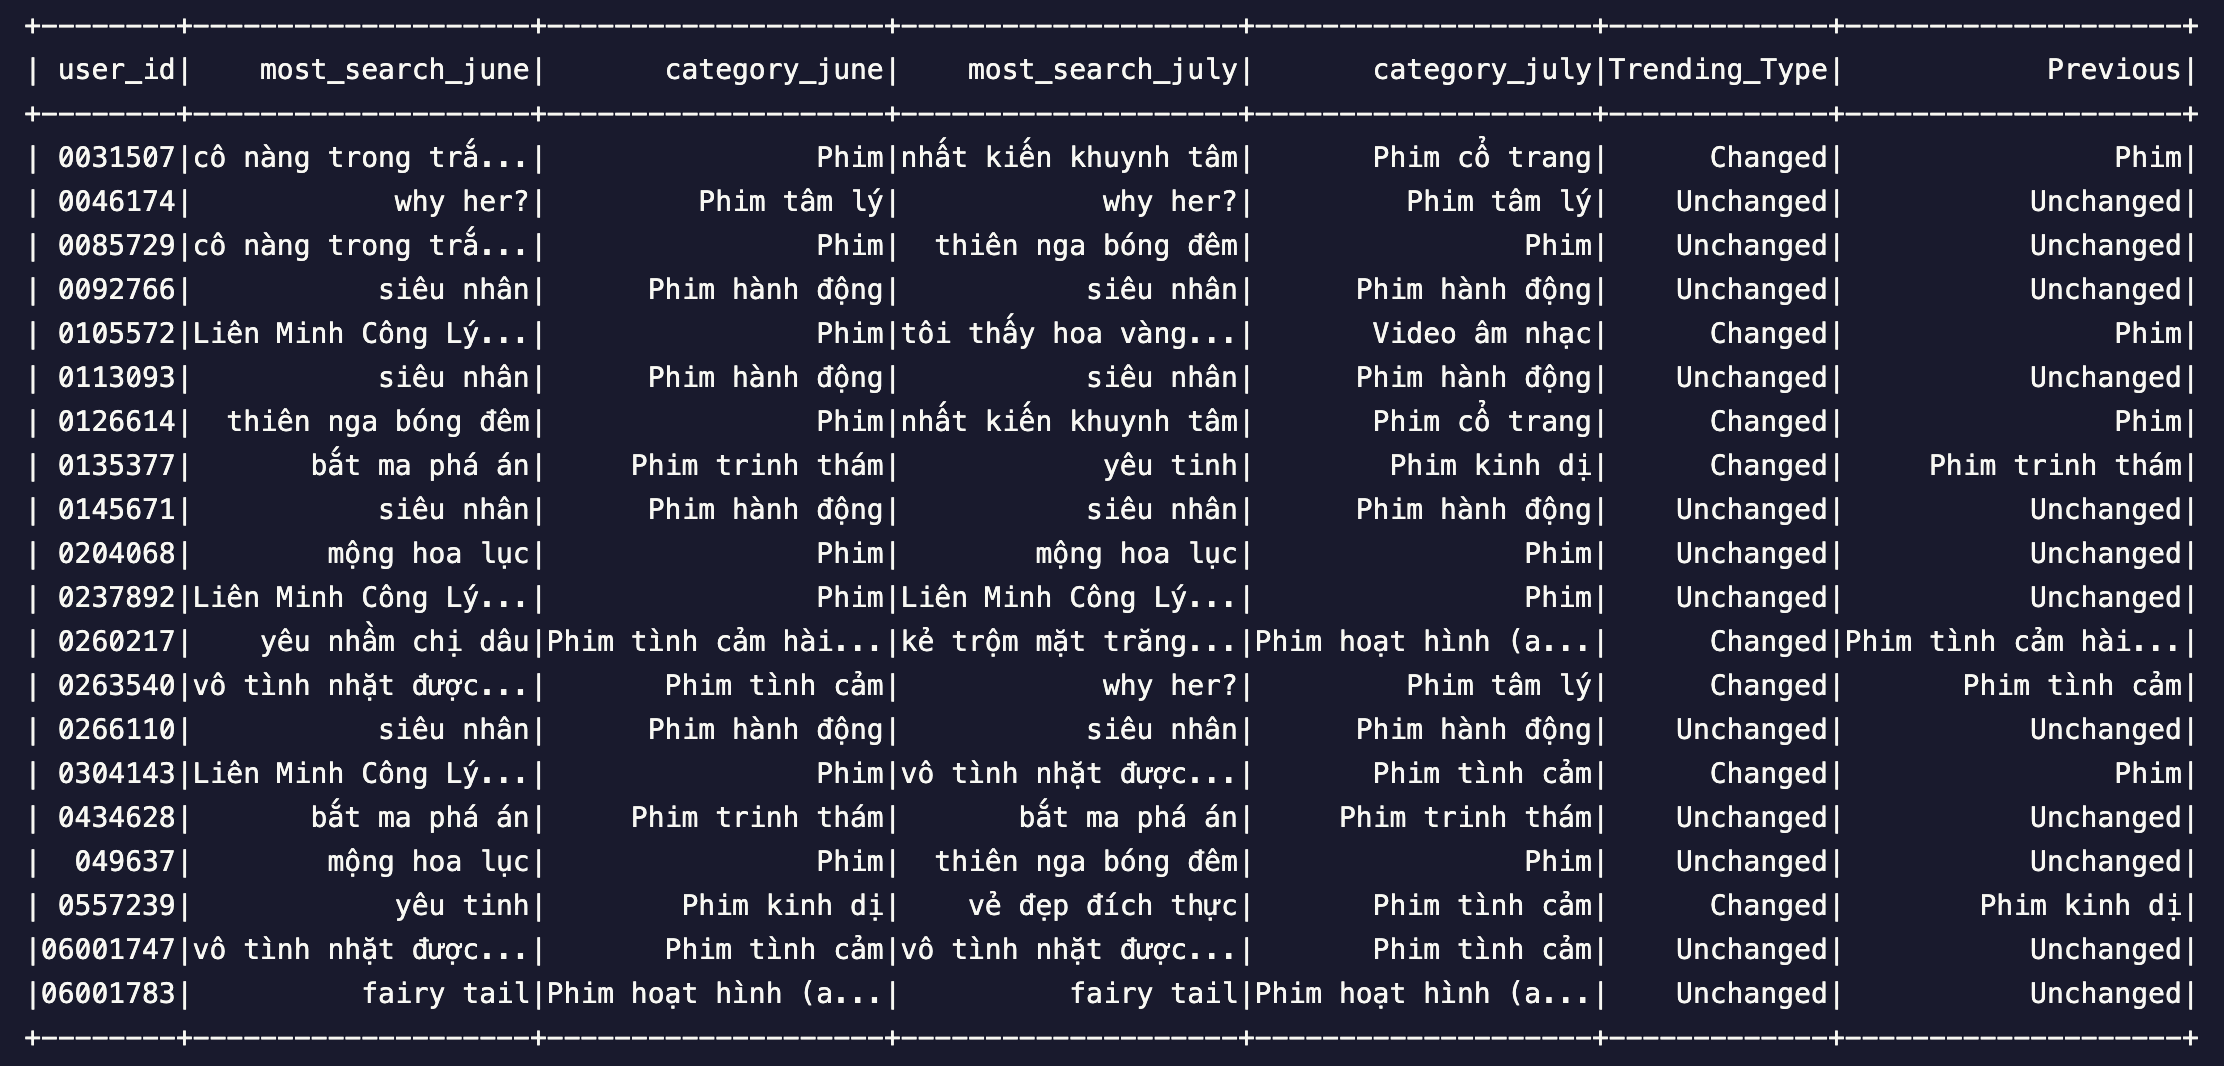 +--------+--------------------+--------------------+--------------------+--------------------+-------------+--------------------+
| user_id|    most_search_june|       category_june|    most_search_july|       category_july|Trending_Type|            Previous|
+--------+--------------------+--------------------+--------------------+--------------------+-------------+--------------------+
| 0031507|cô nàng trong trắ...|                Phim|nhất kiến khuynh tâm|       Phim cổ trang|      Changed|                Phim|
| 0046174|            why her?|         Phim tâm lý|            why her?|         Phim tâm lý|    Unchanged|           Unchanged|
| 0085729|cô nàng trong trắ...|                Phim|  thiên nga bóng đêm|                Phim|    Unchanged|           Unchanged|
| 0092766|           siêu nhân|      Phim hành động|           siêu nhân|      Phim hành động|    Unchanged|           Unchanged|
| 0105572|Liên Minh Công Lý...|                Phim|tôi thấy hoa vàng...|       Video âm nhạc|      Changed|                Phim|
| 0113093|           siêu nhân|      Phim hành động|           siêu nhân|      Phim hành động|    Unchanged|           Unchanged|
| 0126614|  thiên nga bóng đêm|                Phim|nhất kiến khuynh tâm|       Phim cổ trang|      Changed|                Phim|
| 0135377|       bắt ma phá án|     Phim trinh thám|            yêu tinh|        Phim kinh dị|      Changed|     Phim trinh thám|
| 0145671|           siêu nhân|      Phim hành động|           siêu nhân|      Phim hành động|    Unchanged|           Unchanged|
| 0204068|        mộng hoa lục|                Phim|        mộng hoa lục|                Phim|    Unchanged|           Unchanged|
| 0237892|Liên Minh Công Lý...|                Phim|Liên Minh Công Lý...|                Phim|    Unchanged|           Unchanged|
| 0260217|    yêu nhầm chị dâu|Phim tình cảm hài...|kẻ trộm mặt trăng...|Phim hoạt hình (a...|      Changed|Phim tình cảm hài...|
| 0263540|vô tình nhặt được...|       Phim tình cảm|            why her?|         Phim tâm lý|      Changed|       Phim tình cảm|
| 0266110|           siêu nhân|      Phim hành động|           siêu nhân|      Phim hành động|    Unchanged|           Unchanged|
| 0304143|Liên Minh Công Lý...|                Phim|vô tình nhặt được...|       Phim tình cảm|      Changed|                Phim|
| 0434628|       bắt ma phá án|     Phim trinh thám|       bắt ma phá án|     Phim trinh thám|    Unchanged|           Unchanged|
|  049637|        mộng hoa lục|                Phim|  thiên nga bóng đêm|                Phim|    Unchanged|           Unchanged|
| 0557239|            yêu tinh|        Phim kinh dị|    vẻ đẹp đích thực|       Phim tình cảm|      Changed|        Phim kinh dị|
|06001747|vô tình nhặt được...|       Phim tình cảm|vô tình nhặt được...|       Phim tình cảm|    Unchanged|           Unchanged|
|06001783|          fairy tail|Phim hoạt hình (a...|          fairy tail|Phim hoạt hình (a...|    Unchanged|           Unchanged|
+--------+--------------------+--------------------+--------------------+--------------------+-------------+--------------------+